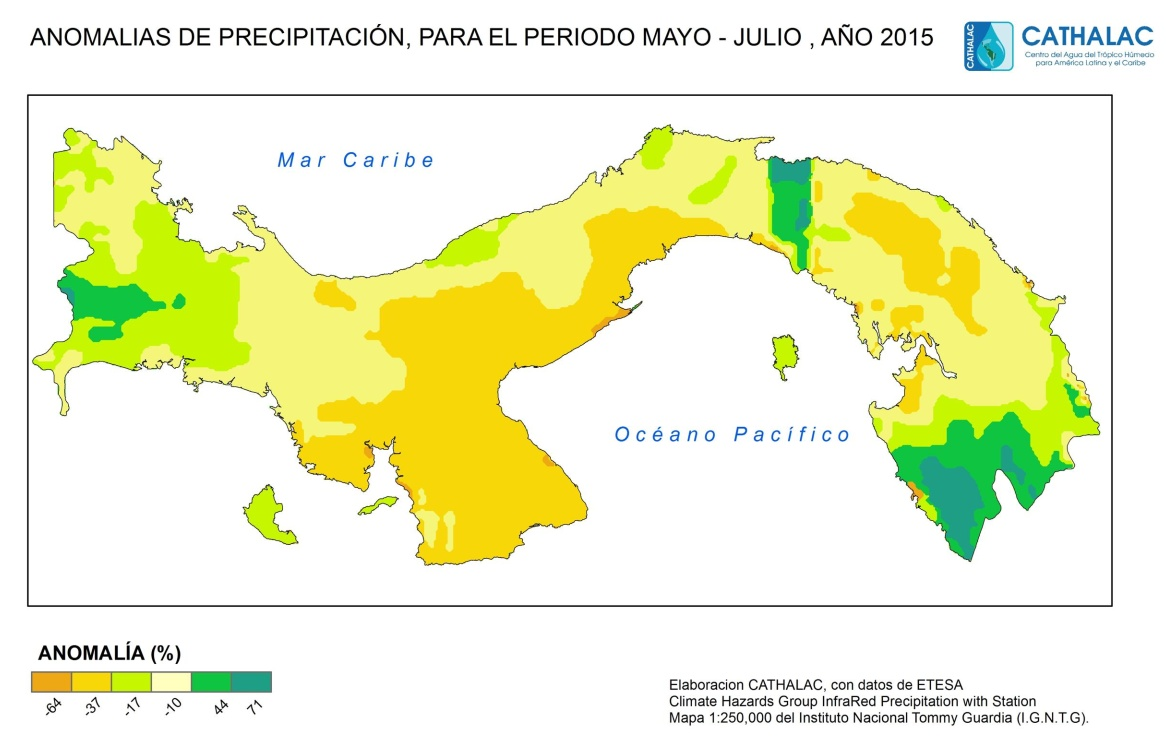 ANOMALIAS DE PRECIPITACIÓN, PARA EL PERIODO MAYO - JULIO , AÑO 2015
CATHALAC
CATHALAC
Centro del Agua del Trópico Húmedo
para América Latina y el Caribe
Mar Caribe
Océano Pacífico
ANOMALÍA (%)
-64 -37 -17 -10 44 71
Elaboracion CATHALAC, con datos de ETESA
Climate Hazards Group InfraRed Precipitation with Station
Mapa 1:250,000 del Instituto Nacional Tommy Guardia (I.G.N.T.G).